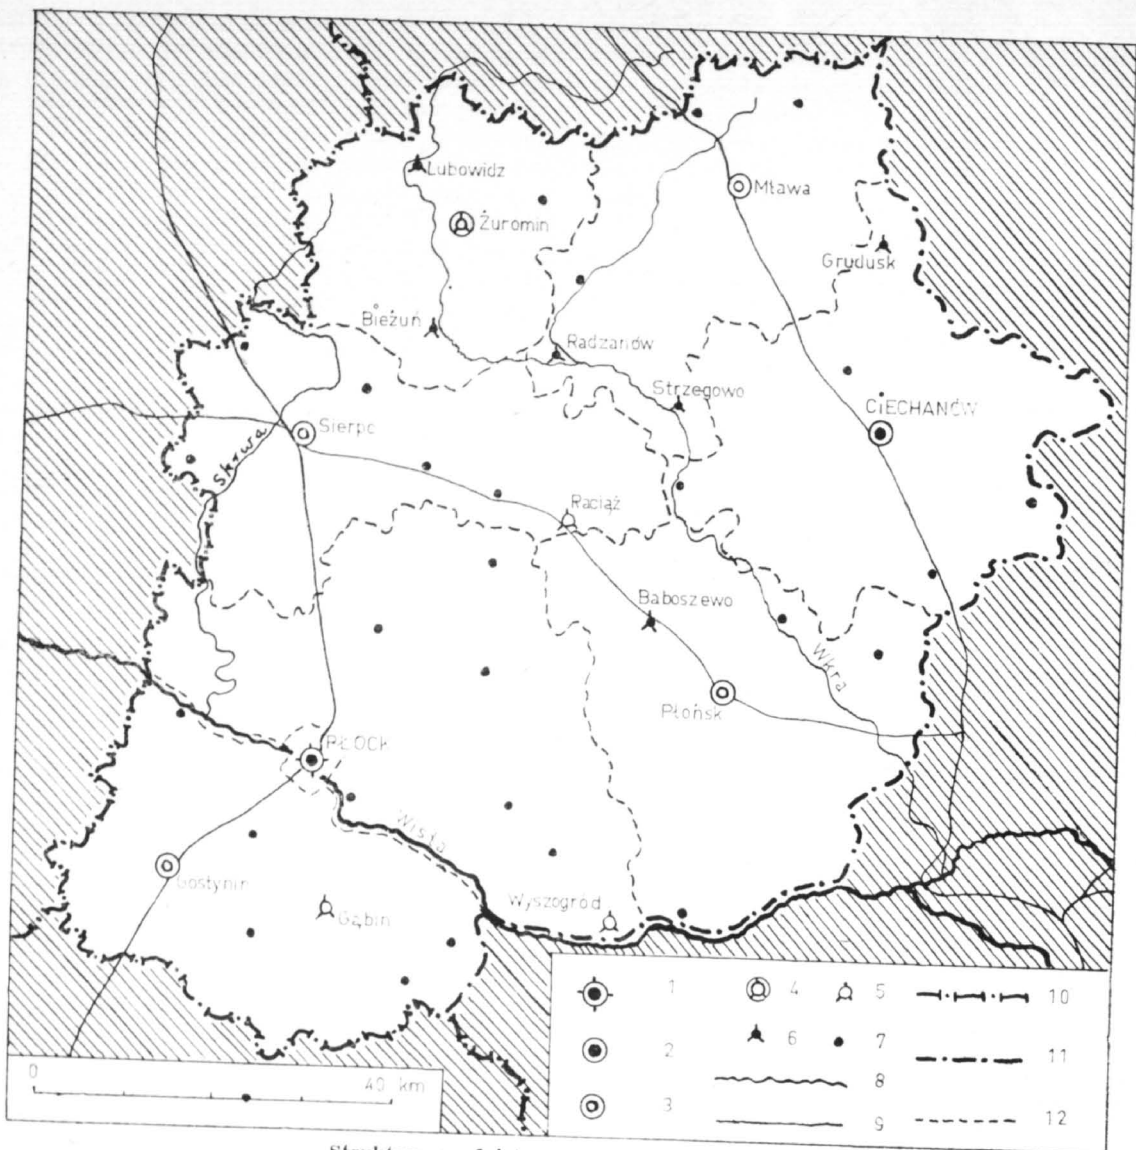 Lubowidz
Żuromin
Mława
Grudusk
Bieżuń
Radzanów
Strzegowo
CIECHANÓW
Sierpc
Skrwa
Raciąż
Baboszewo
Wkra
Płońsk
PŁOCK
Wisła
Gostynin
Gąbin
Wyszogród
1 4 5 10
2 6 7 11
8
3 9 12
0 40 km